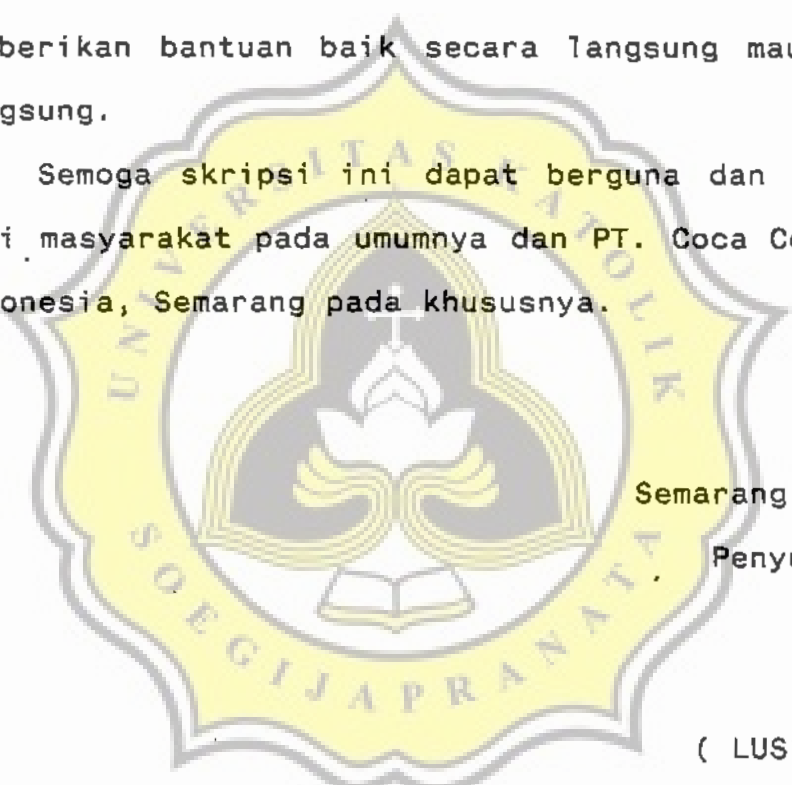 berikan bantuan baik secara langsung mau
gsung.
Semoga skripsi ini dapat berguna dan
i masyarakat pada umumnya dan PT. Coca Co
onesia, Semarang pada khususnya.
Semarang
Penyu
( LUS
UNIVERSITAS KATOLIK
SOEGIJAPRANATA